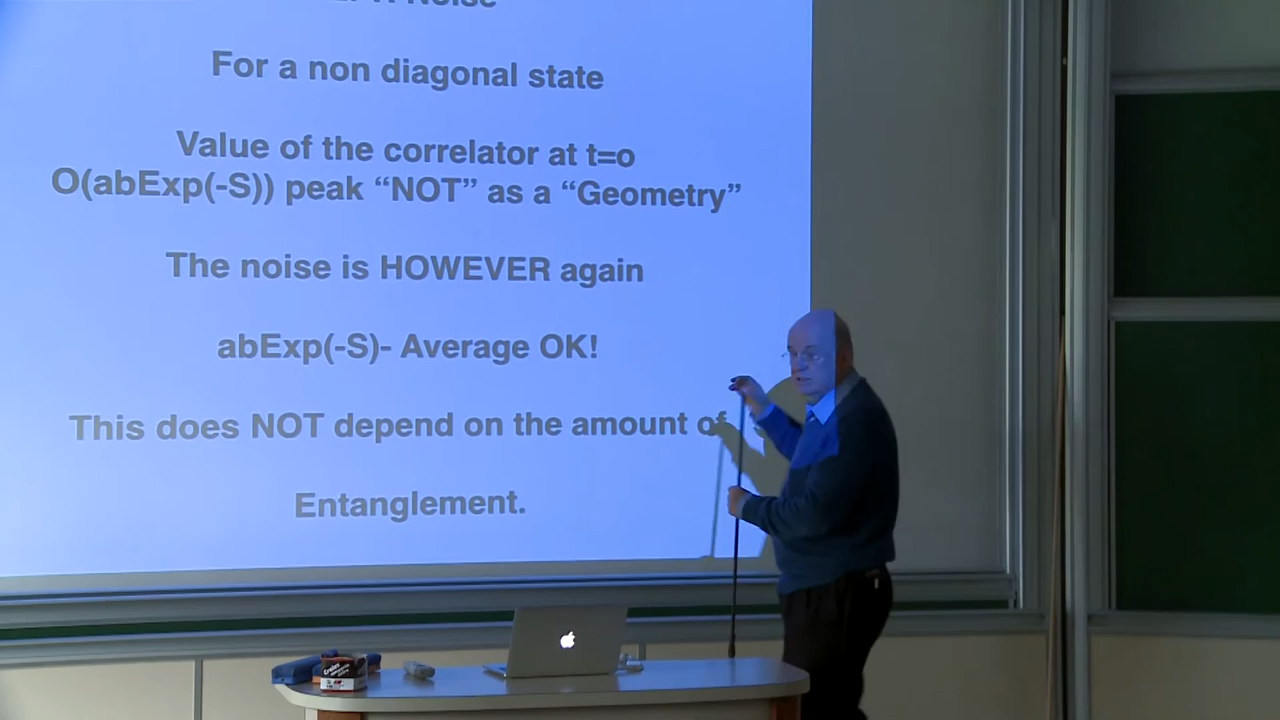 Noise
For a non diagonal state
Value of the correlator at t=o
O(abExp(-S)) peak “NOT” as a “Geometry”
The noise is HOWEVER again
abExp(-S)- Average OK!
This does NOT depend on the amount of
Entanglement.